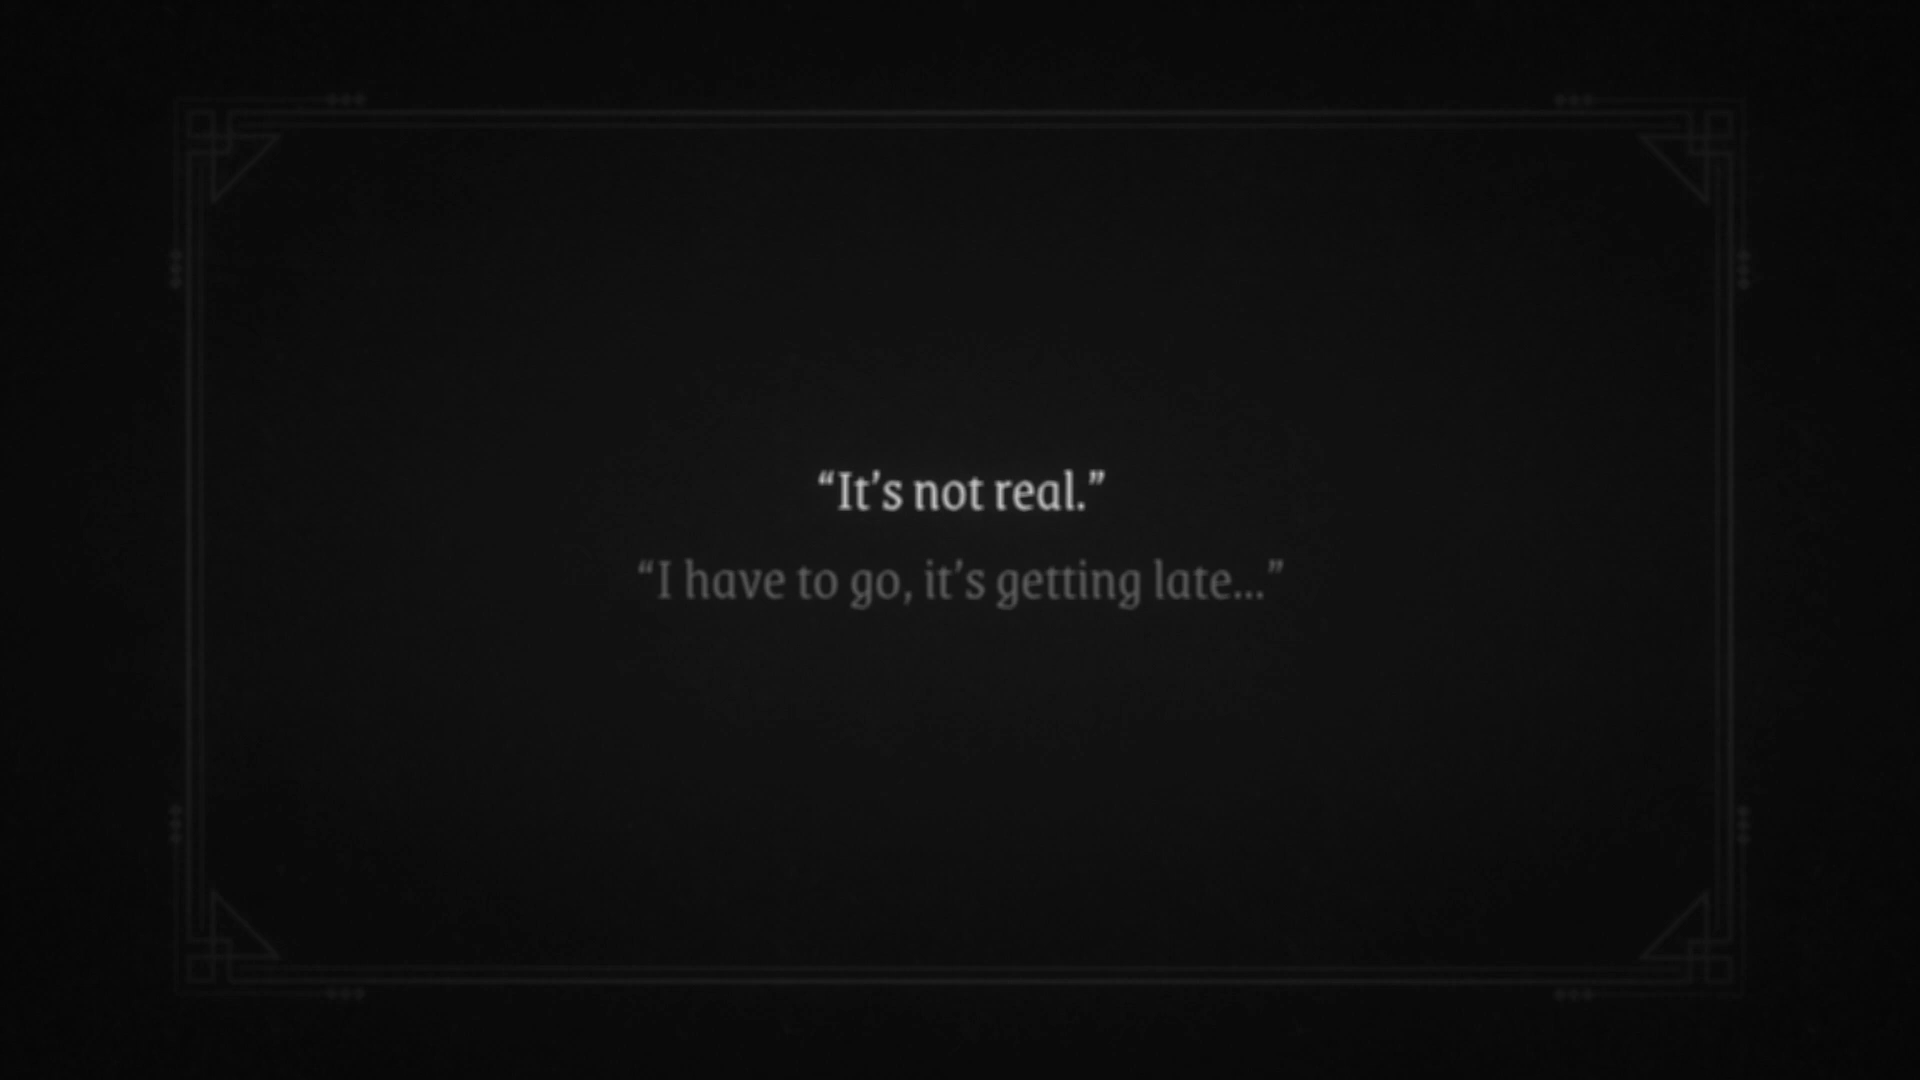 “It’s not real.”
“I have to go, it’s getting late...”